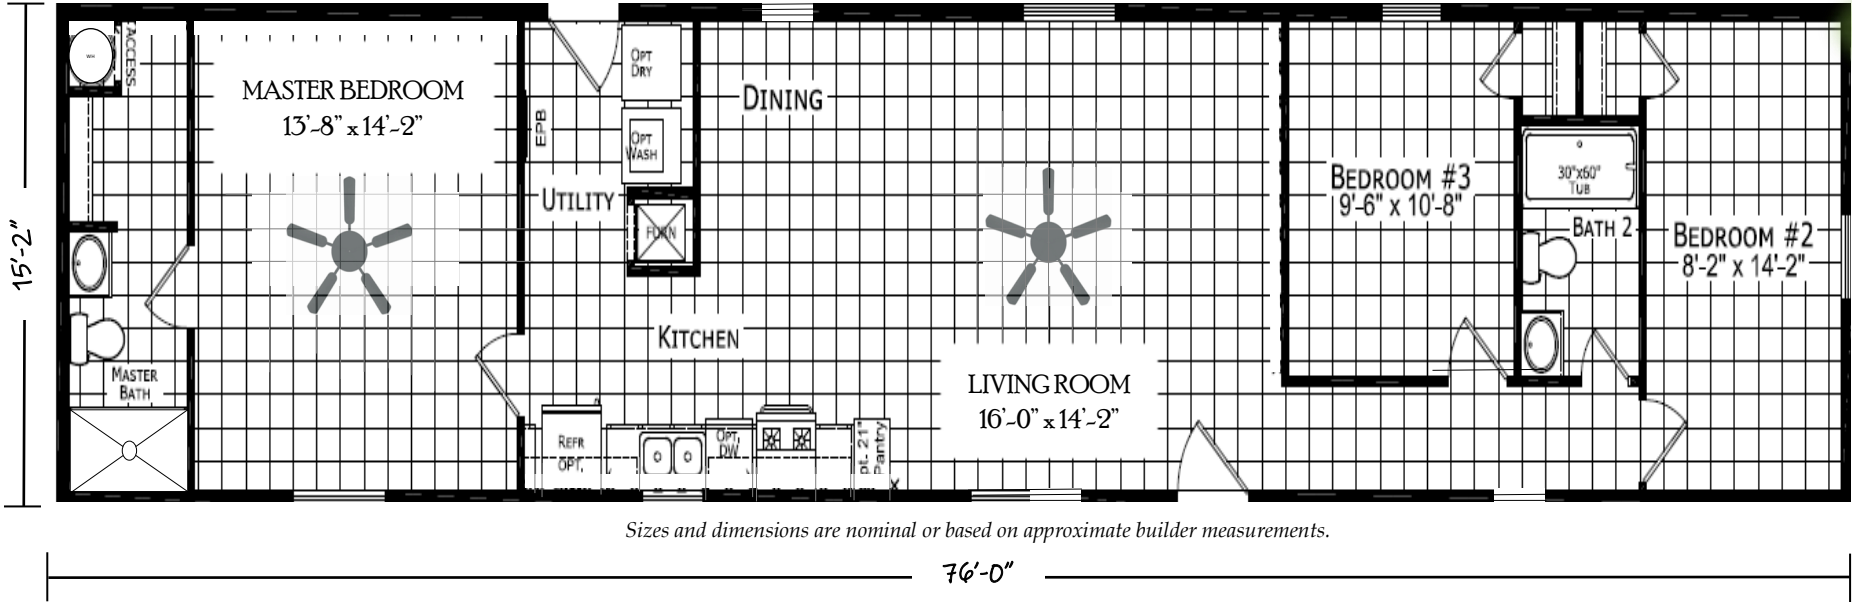 WH
ACCESS
MASTER BEDROOM
13'-8" x 14'-2"
EPB
OPT
DRY
OPT
WASH
UTILITY
FURN
DINING
KITCHEN
LIVING ROOM
16'-0" x 14'-2"
BEDROOM #3
9'-6" x 10'-8"
30"x60"
TUB
BATH 2
BEDROOM #2
8'-2" x 14'-2"
MASTER
BATH
REFR
OPT.
OPT.
DW
pt. 21"
Pantry
x
15'-2"
Sizes and dimensions are nominal or based on approximate builder measurements.
76'-0"